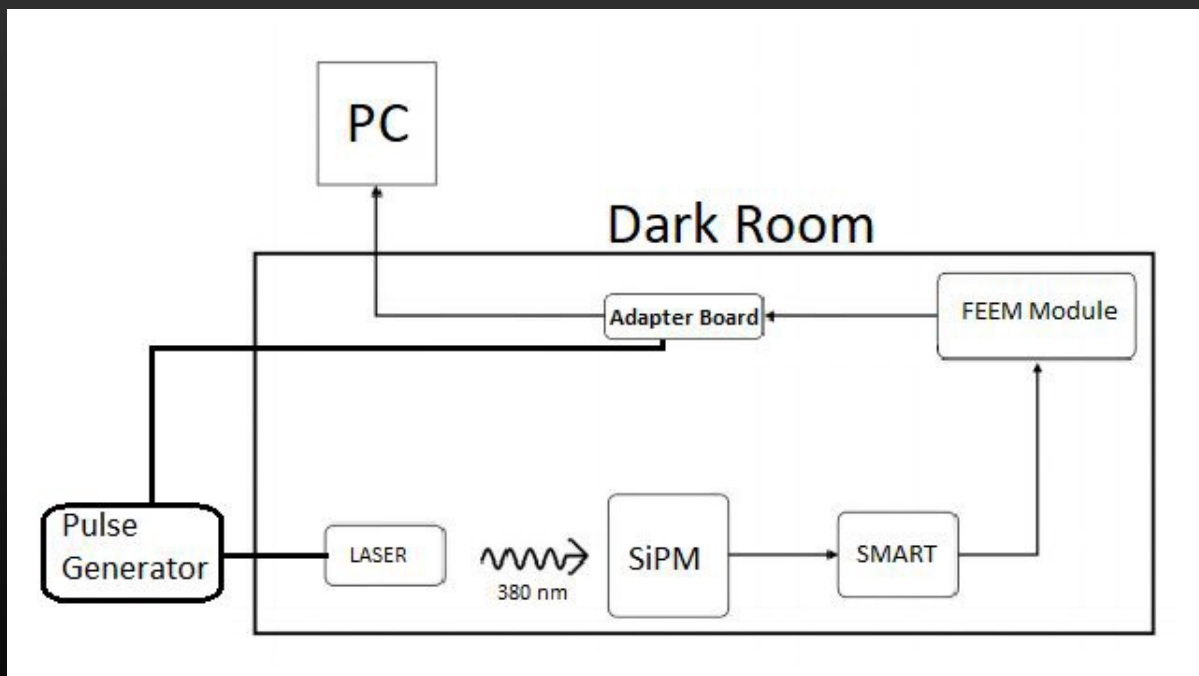 PC
Dark Room
Adapter Board
FEEM Module
Pulse
Generator
LASER
380 nm
SiPM
SMART